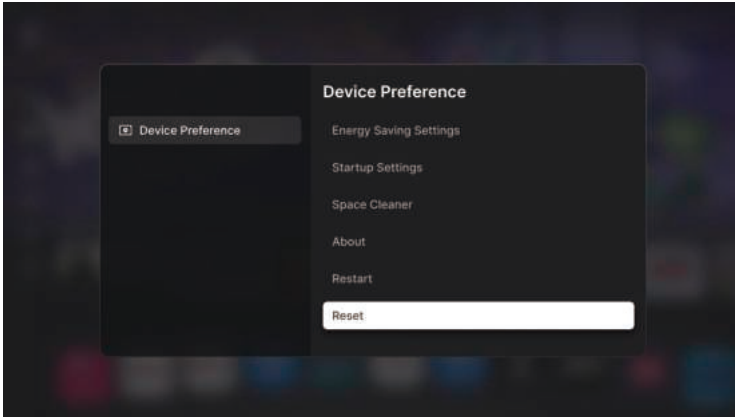 Device Preference
Device Preference
Energy Saving Settings
Startup Settings
Space Cleaner
About
Restart
Reset